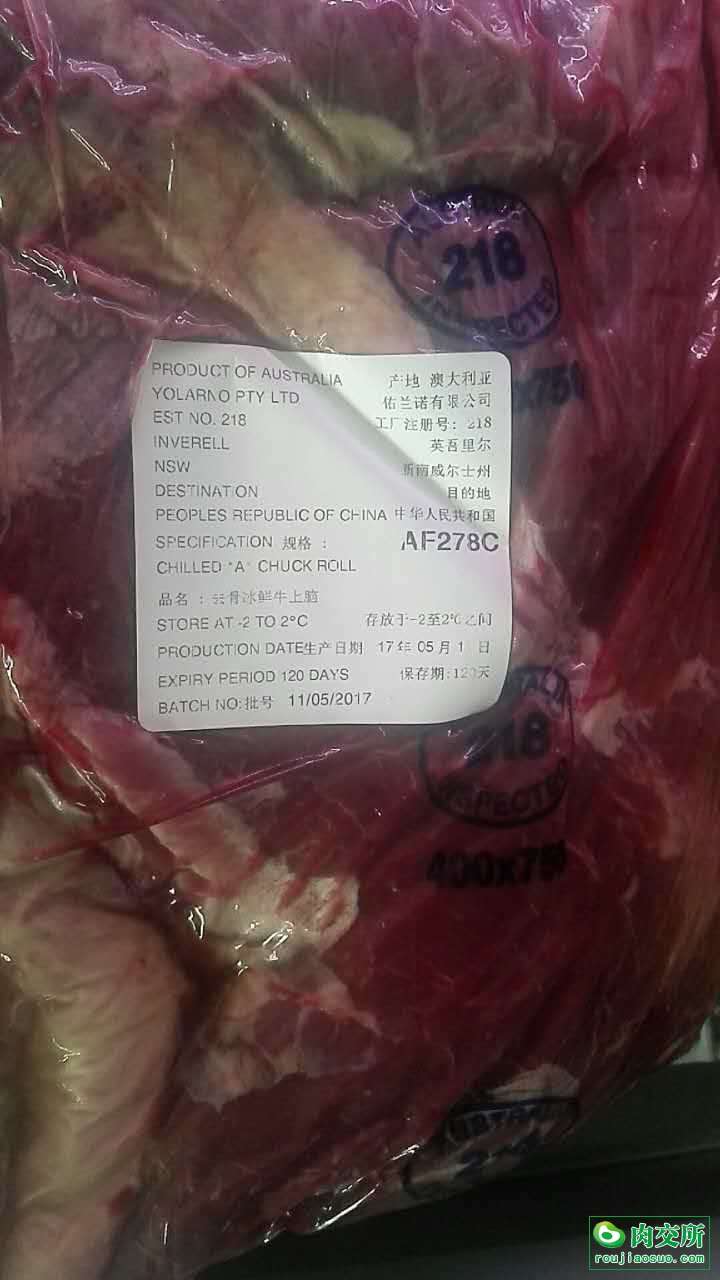 AUSTRALIA
218
INSPECTED
PRODUCT OF AUSTRALIA 产地 澳大利亚
YOLARNO PTY LTD 佑兰诺有限公司
EST NO. 218 工厂注册号: 218
INVERELL 英吾里尔
NSW 新南威尔士州
DESTINATION 目的地
PEOPLES REPUBLIC OF CHINA 中华人民共和国
SPECIFICATION 规格 : AF278C
CHILLED "A" CHUCK ROLL
品名 : 去骨冰鲜牛上脑
STORE AT -2 TO 2°C 存放于-2至2°C之间
PRODUCTION DATE生产日期 17年 05月 日
EXPIRY PERIOD 120 DAYS 保存期:120天
BATCH NO:批号 11/05/2017
218
INSPECTED
400x750
肉交所
roujiaosuo.com